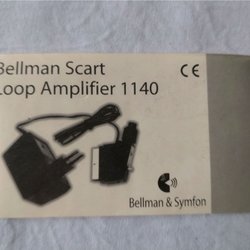 Bellman Scart
Loop Amplifier 1140
CE
Bellman & Symfon